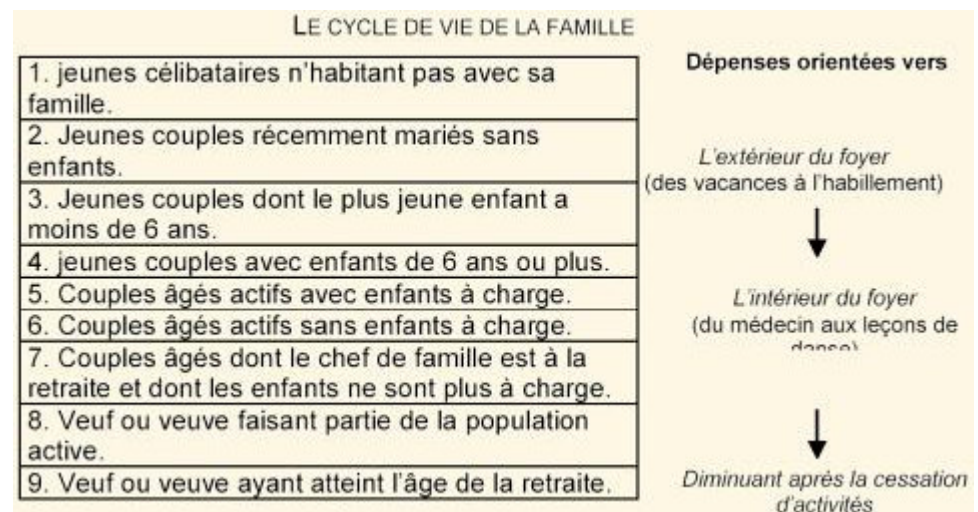 LE CYCLE DE VIE DE LA FAMILLE
1. jeunes célibataires n'habitant pas avec sa
famille.
2. Jeunes couples récemment mariés sans
enfants.
3. Jeunes couples dont le plus jeune enfant a
moins de 6 ans.
4. jeunes couples avec enfants de 6 ans ou plus.
5. Couples âgés actifs avec enfants à charge.
6. Couples âgés actifs sans enfants à charge.
7. Couples âgés dont le chef de famille est à la
retraite et dont les enfants ne sont plus à charge.
8. Veuf ou veuve faisant partie de la population
active.
9. Veuf ou veuve ayant atteint l'âge de la retraite.
Dépenses orientées vers
L'extérieur du foyer
(des vacances à l'habillement)
L'intérieur du foyer
(du médecin aux leçons de
danse)
Diminuant après la cessation
d'activités